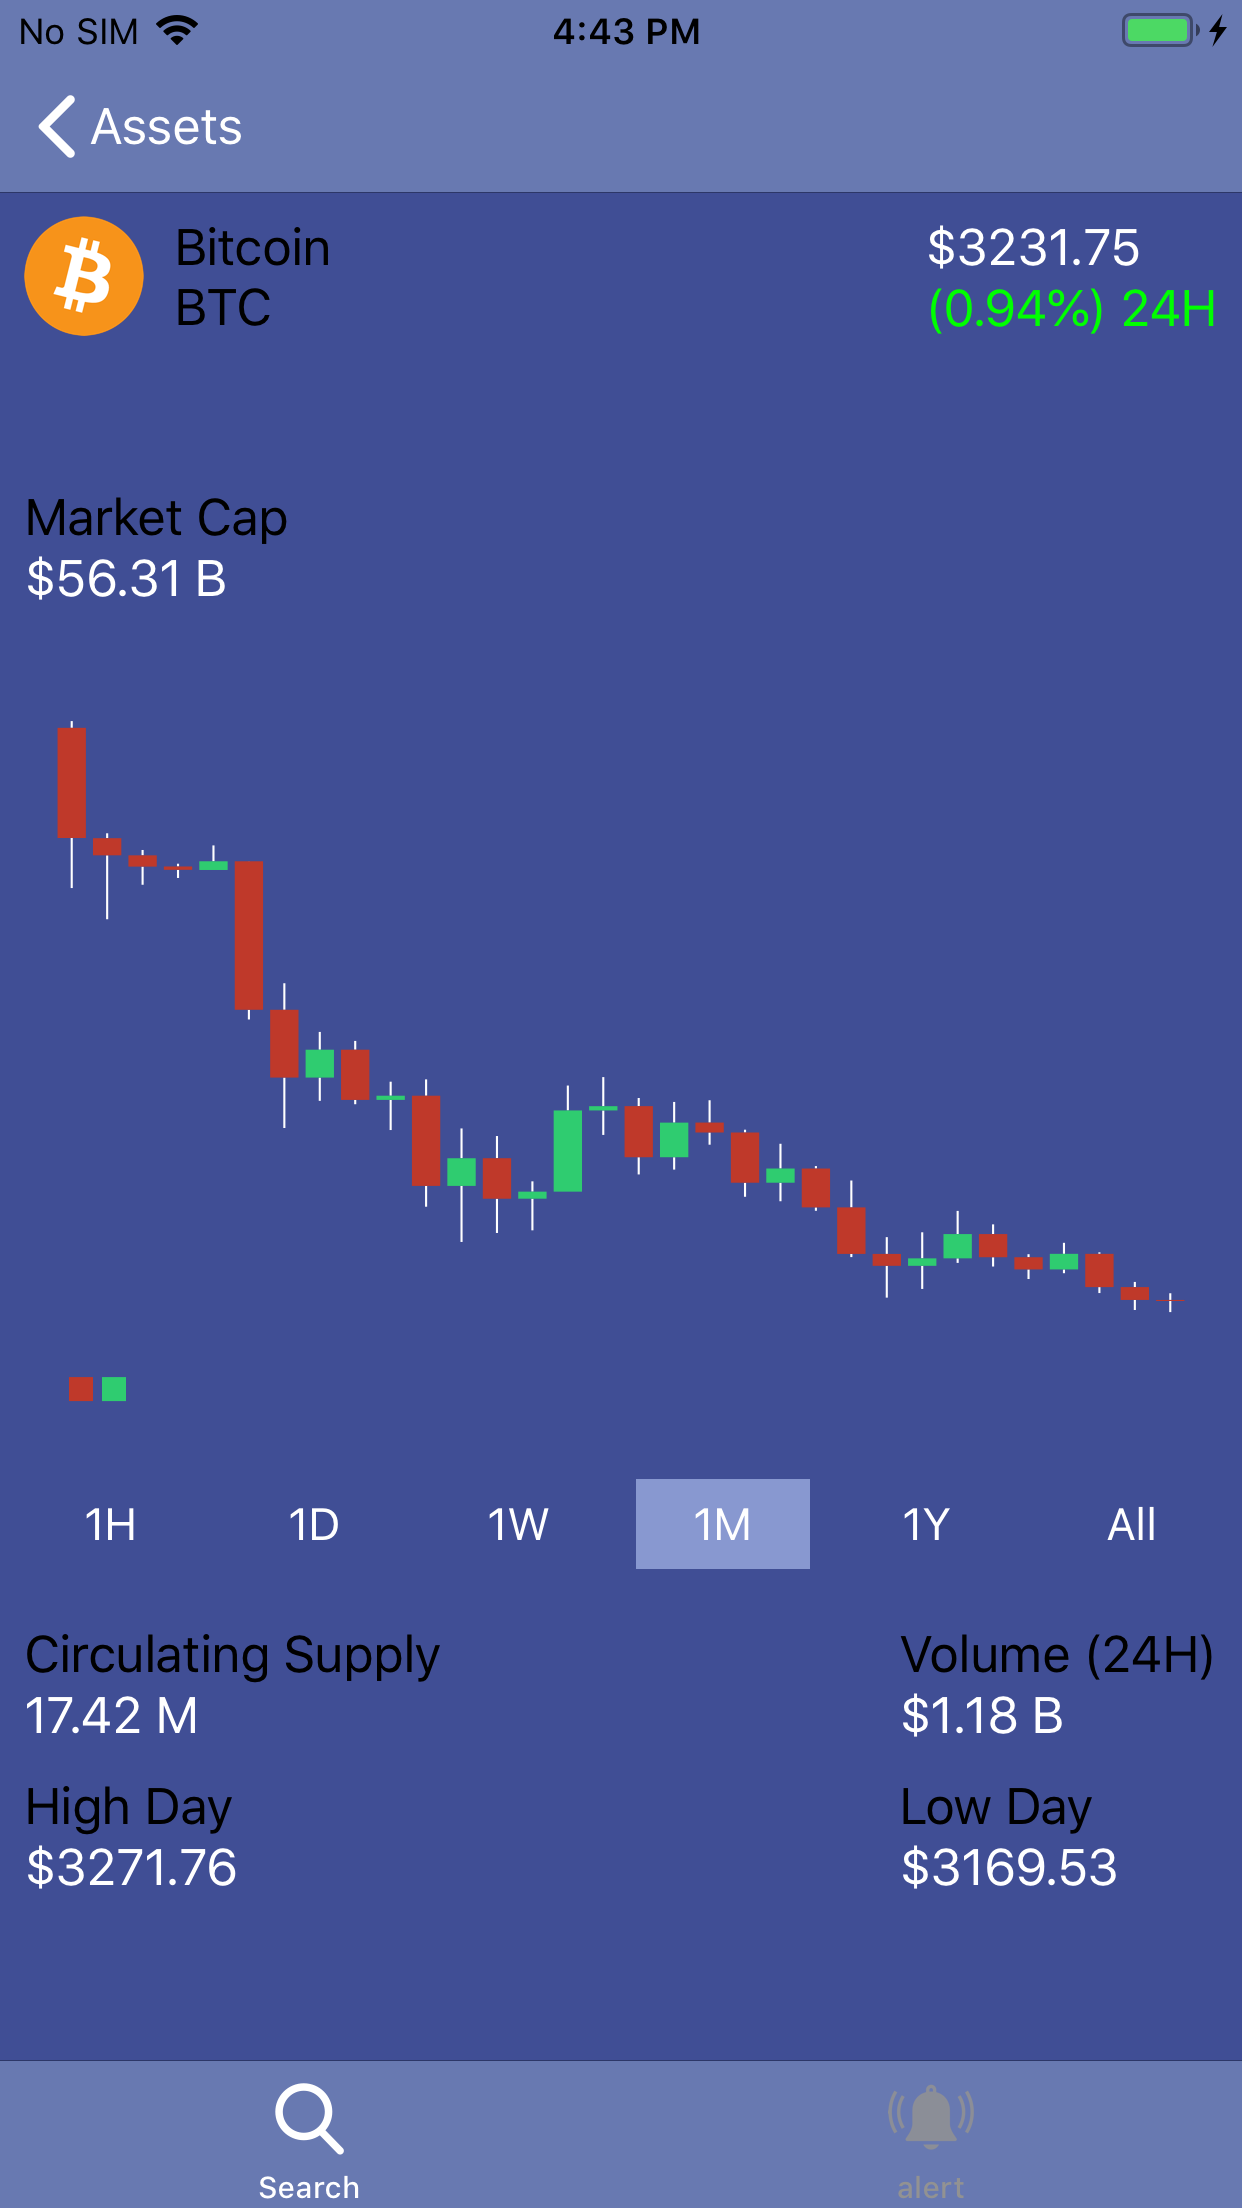 No SIM 4:43 PM
Assets
Bitcoin $3231.75
BTC (0.94%) 24H
Market Cap
$56.31 B
1H 1D 1W 1M 1Y All
Circulating Supply Volume (24H)
17.42 M $1.18 B
High Day Low Day
$3271.76 $3169.53
Search alert